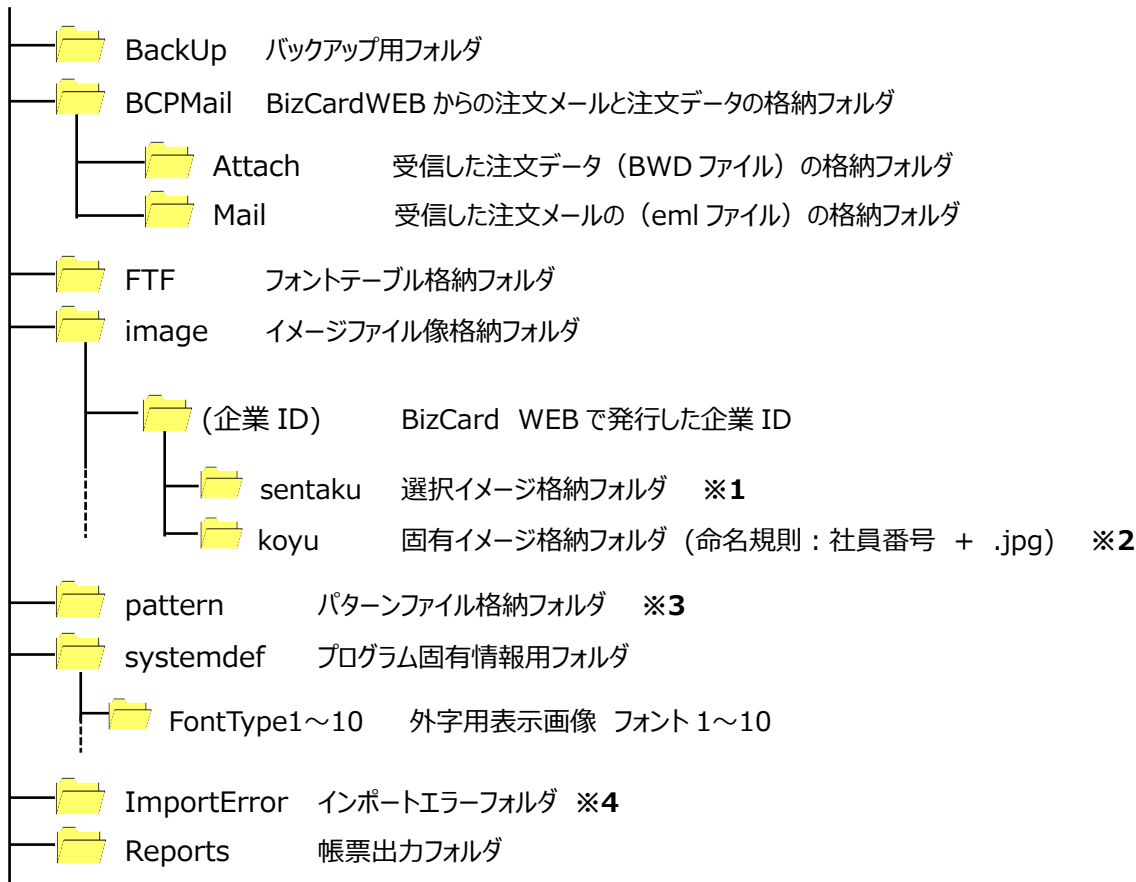 BackUp バックアップ用フォルダ
BCPMail BizCardWEB からの注文メールと注文データの格納フォルダ
Attach 受信した注文データ（BWD ファイル）の格納フォルダ
Mail 受信した注文メールの（eml ファイル）の格納フォルダ
FTF フォントテーブル格納フォルダ
image イメージファイル像格納フォルダ
(企業 ID) BizCard WEB で発行した企業 ID
sentaku 選択イメージ格納フォルダ ※1
koyu 固有イメージ格納フォルダ (命名規則：社員番号 + .jpg) ※2
pattern パターンファイル格納フォルダ ※3
systemdef プログラム固有情報用フォルダ
FontType1～10 外字用表示画像 フォント 1～10
ImportError インポートエラーフォルダ ※4
Reports 帳票出力フォルダ